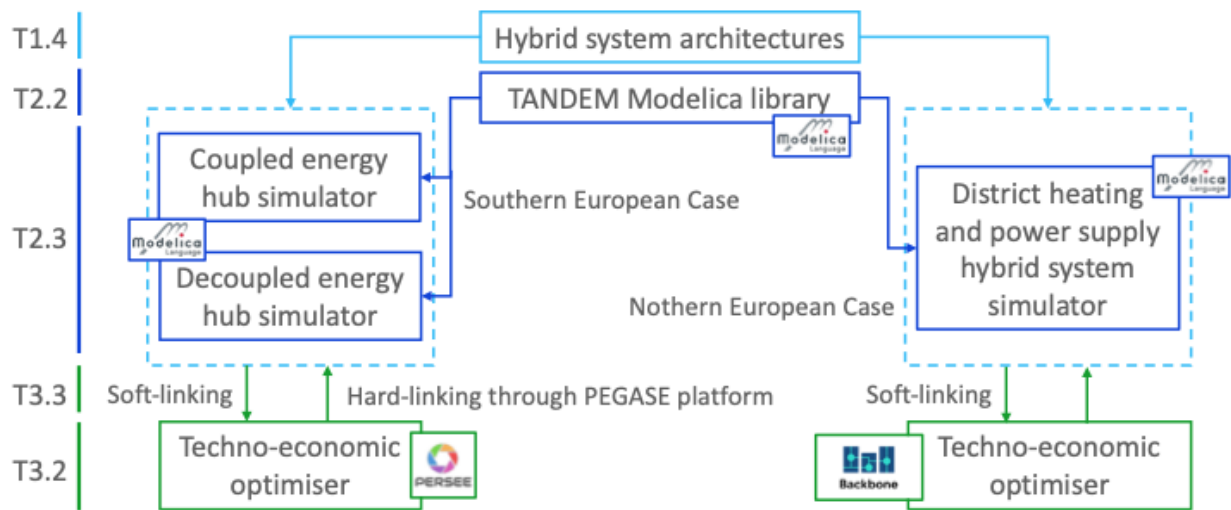 T1.4
Hybrid system architectures
T2.2
TANDEM Modelica library
Modelica
Language
T2.3
Coupled energy
hub simulator
Modelica
Language
Decoupled energy
hub simulator
Southern European Case
Nothern European Case
Modelica
Language
District heating
and power supply
hybrid system
simulator
T3.3
Soft-linking
Hard-linking through PEGASE platform
Soft-linking
T3.2
Techno-economic
optimiser
PERSEE
Backbone
Techno-economic
optimiser